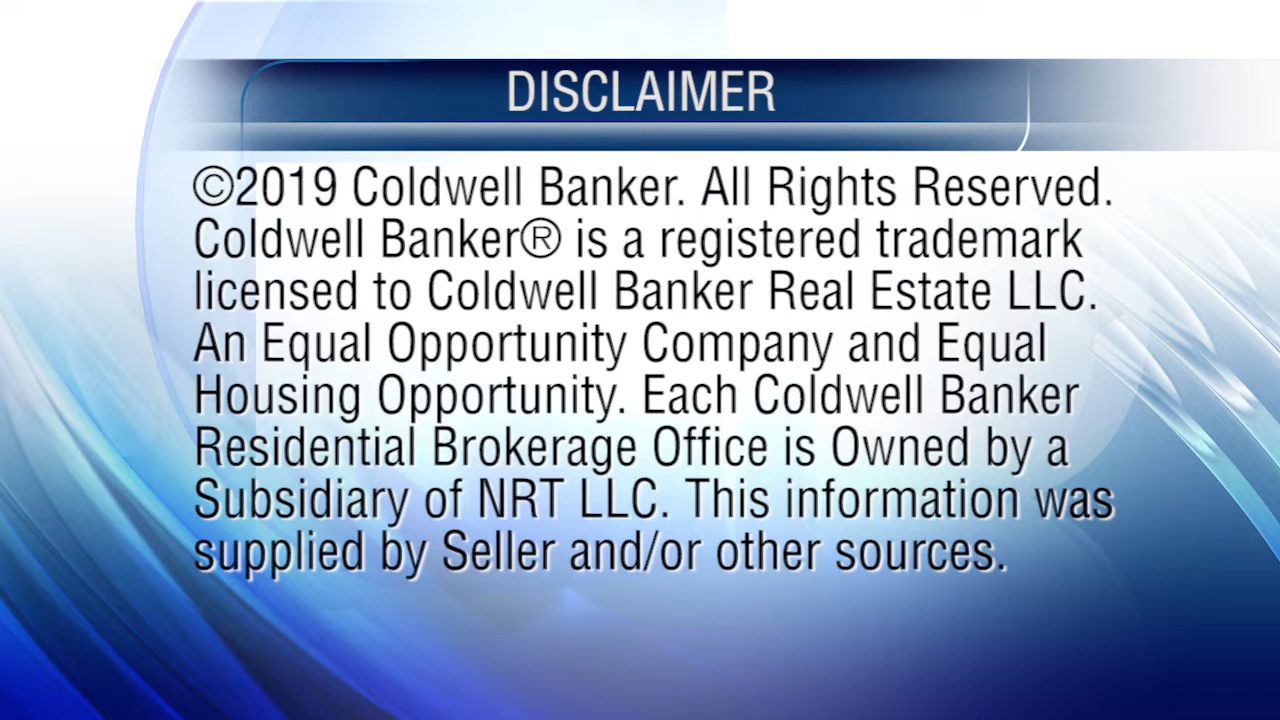 DISCLAIMER
©2019 Coldwell Banker. All Rights Reserved.
Coldwell Banker® is a registered trademark
licensed to Coldwell Banker Real Estate LLC.
An Equal Opportunity Company and Equal
Housing Opportunity. Each Coldwell Banker
Residential Brokerage Office is Owned by a
Subsidiary of NRT LLC. This information was
supplied by Seller and/or other sources.